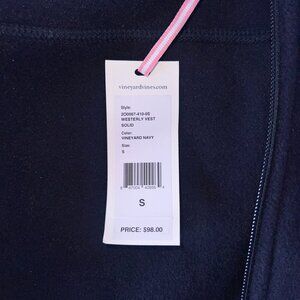 vineyardvines.com
Style:
WESTERLY VEST
SOLID
Color:
VINEYARD NAVY
Size:
S
S
PRICE: $98.00